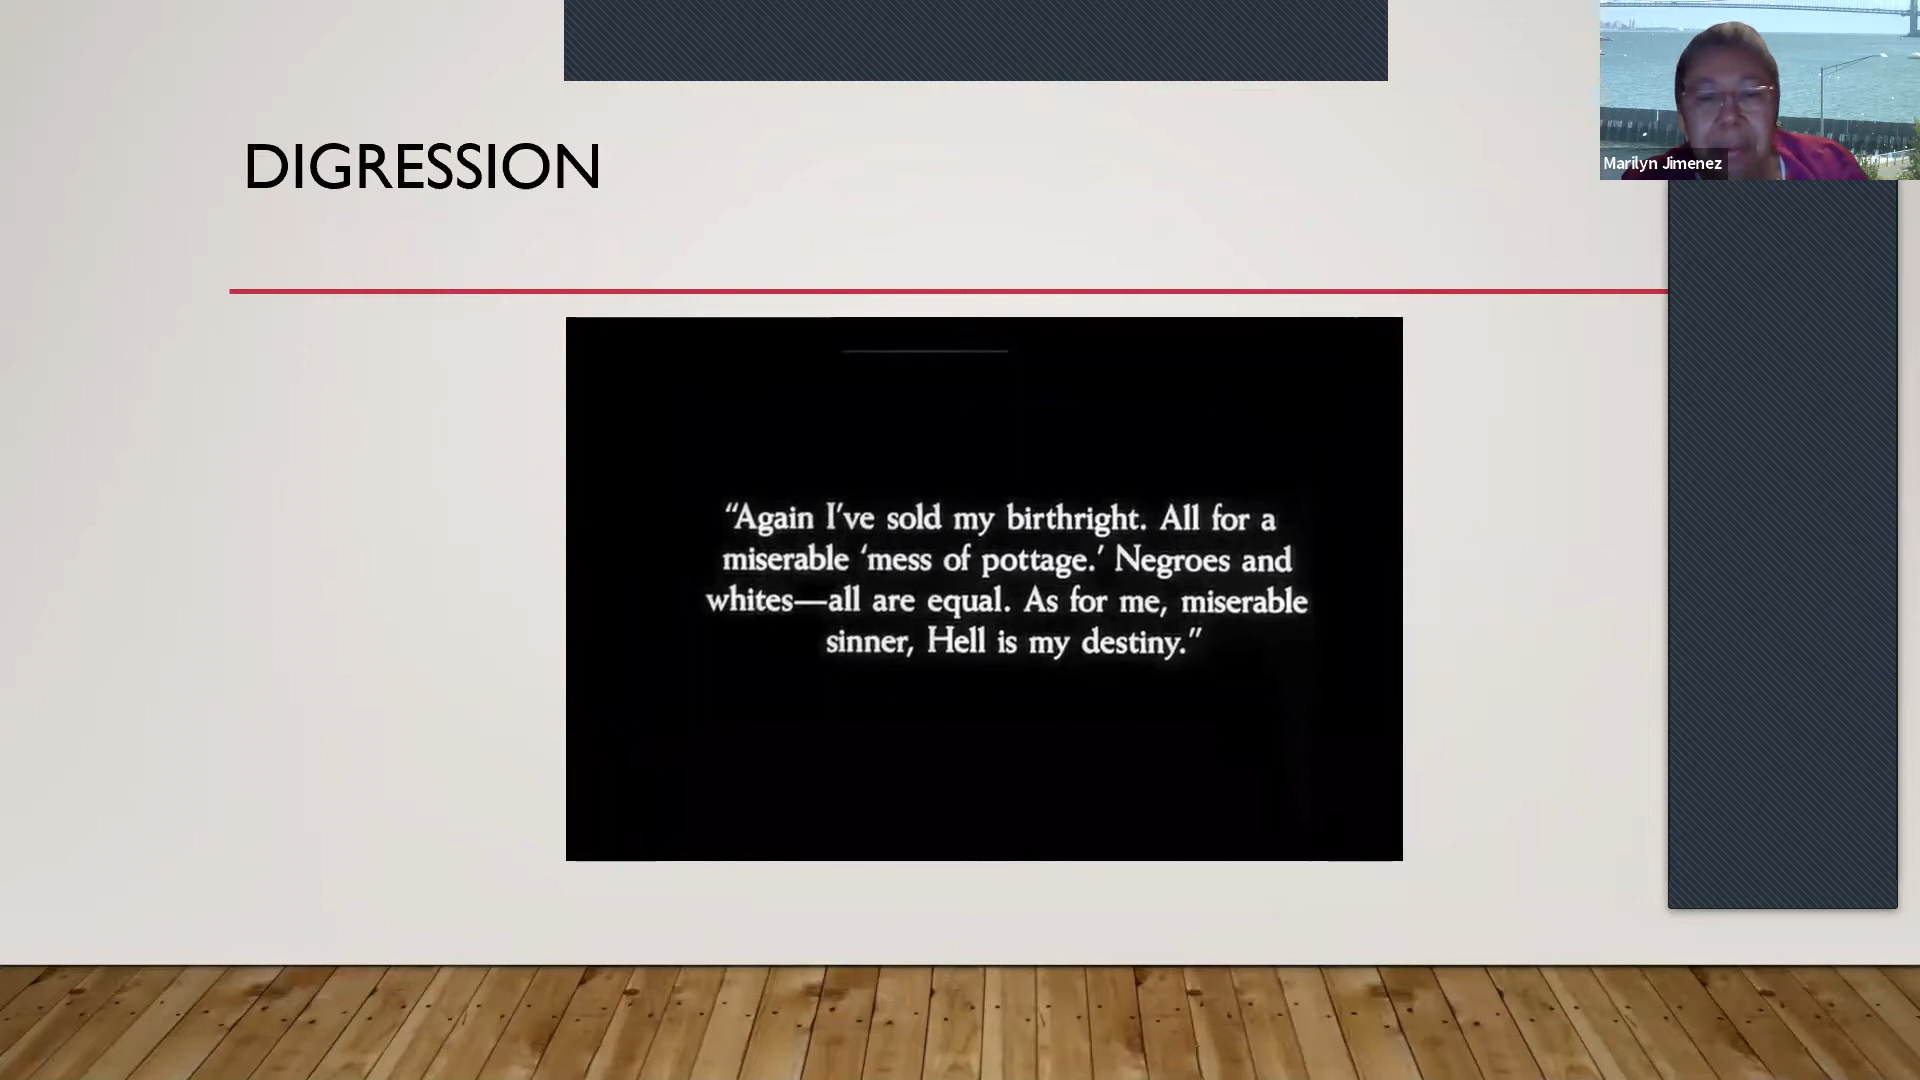 DIGRESSION
Marilyn Jimenez
“Again I’ve sold my birthright. All for a
miserable ‘mess of pottage.’ Negroes and
whites—all are equal. As for me, miserable
sinner, Hell is my destiny.”